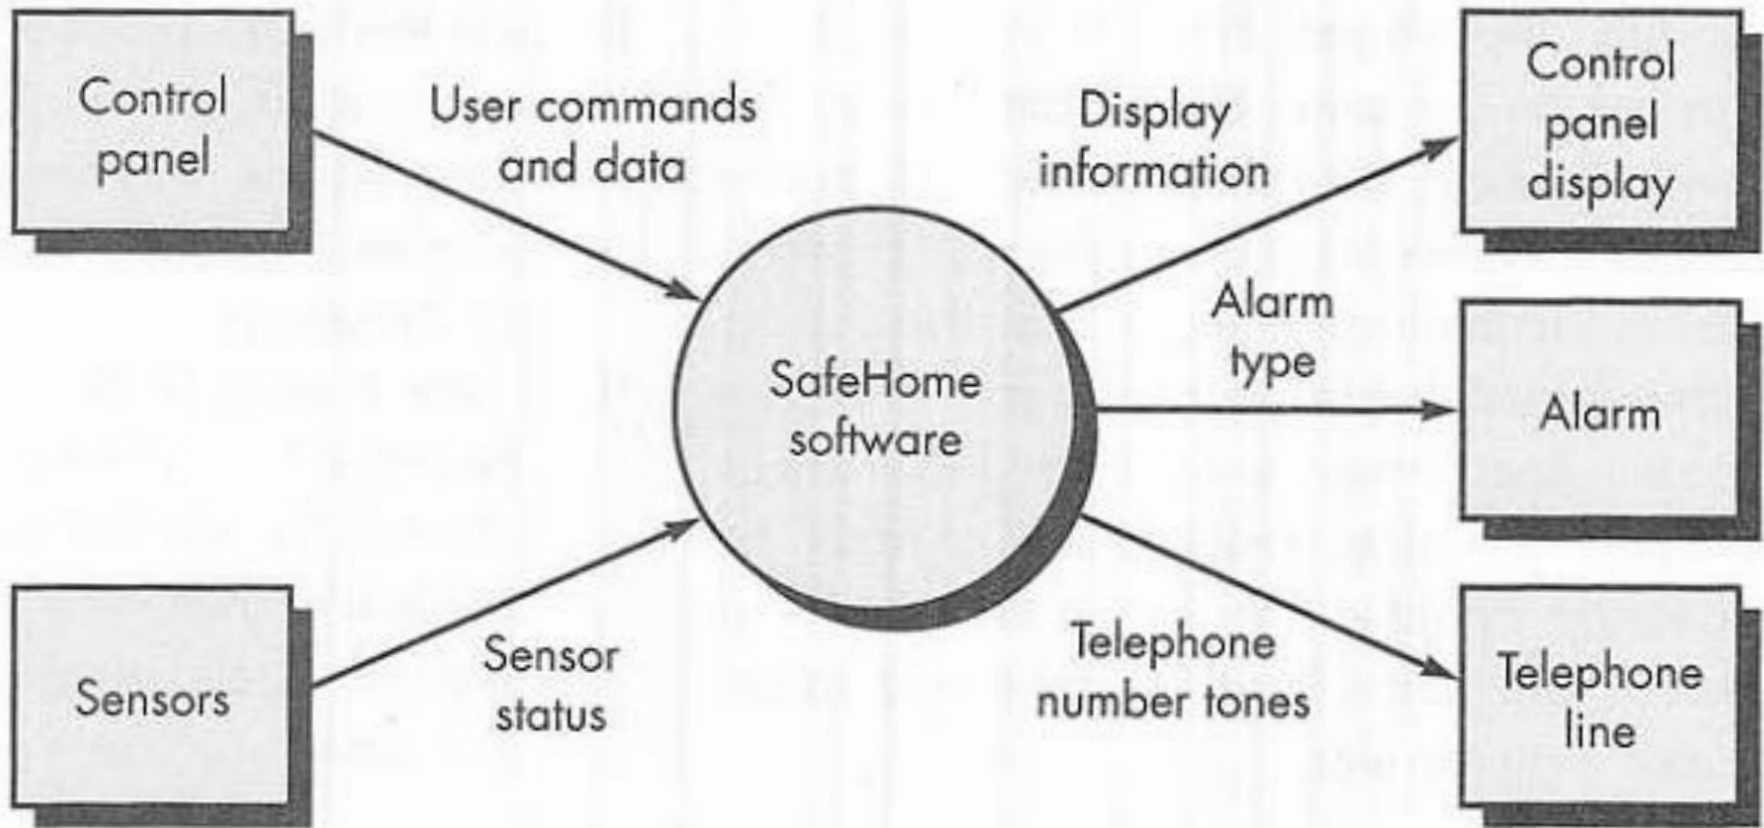 Control
panel
User commands
and data
Display
information
Control
panel
display
SafeHome
software
Alarm
type
Alarm
Sensors
Sensor
status
Telephone
number tones
Telephone
line